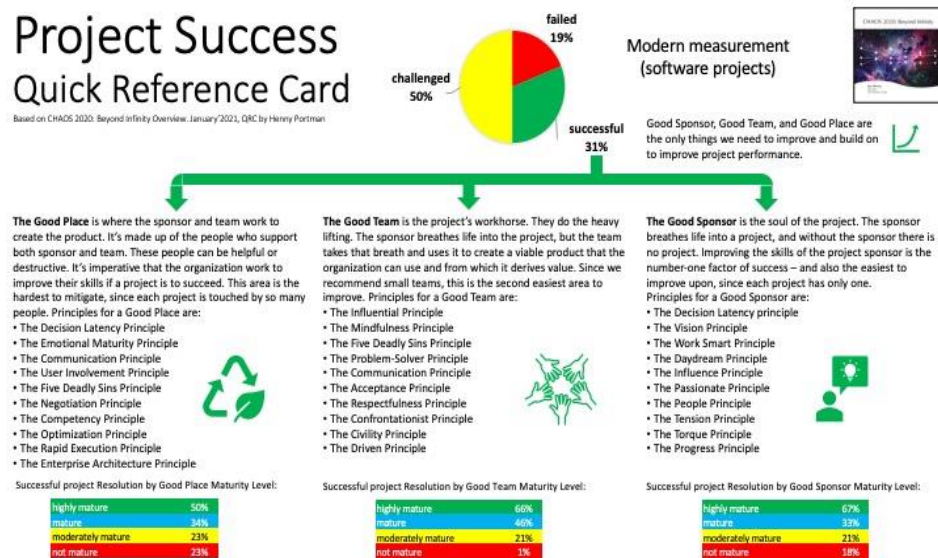 Project Success
Quick Reference Card
Based on CHAOS 2020: Beyond Infinity Overview. January'2021, QRC by Henny Portman
failed
19%
challenged
50%
successful
31%
Modern measurement
(software projects)
CHAOS 2020: Beyond Infinity
Good Sponsor, Good Team, and Good Place are
the only things we need to improve and build on
to improve project performance.
The Good Place is where the sponsor and team work to
create the product. It's made up of the people who support
both sponsor and team. These people can be helpful or
destructive. It's imperative that the organization work to
improve their skills if a project is to succeed. This area is the
hardest to mitigate, since each project is touched by so many
people. Principles for a Good Place are:
• The Decision Latency Principle
• The Emotional Maturity Principle
• The Communication Principle
• The User Involvement Principle
• The Five Deadly Sins Principle
• The Negotiation Principle
• The Competency Principle
• The Optimization Principle
• The Rapid Execution Principle
• The Enterprise Architecture Principle
Successful project Resolution by Good Place Maturity Level:
highly mature 50%
mature 34%
moderately mature 23%
not mature 23%
The Good Team is the project's workhorse. They do the heavy
lifting. The sponsor breathes life into the project, but the team
takes that breath and uses it to create a viable product that the
organization can use and from which it derives value. Since we
recommend small teams, this is the second easiest area to
improve. Principles for a Good Team are:
• The Influential Principle
• The Mindfulness Principle
• The Five Deadly Sins Principle
• The Problem-Solver Principle
• The Communication Principle
• The Acceptance Principle
• The Respectfulness Principle
• The Confrontationist Principle
• The Civility Principle
• The Driven Principle
Successful project Resolution by Good Team Maturity Level:
highly mature 66%
mature 46%
moderately mature 21%
not mature 1%
The Good Sponsor is the soul of the project. The sponsor
breathes life into a project, and without the sponsor there is
no project. Improving the skills of the project sponsor is the
number-one factor of success – and also the easiest to
improve upon, since each project has only one.
Principles for a Good Sponsor are:
• The Decision Latency principle
• The Vision Principle
• The Work Smart Principle
• The Daydream Principle
• The Influence Principle
• The Passionate Principle
• The People Principle
• The Tension Principle
• The Torque Principle
• The Progress Principle
Successful project Resolution by Good Sponsor Maturity Level:
highly mature 67%
mature 33%
moderately mature 21%
not mature 18%